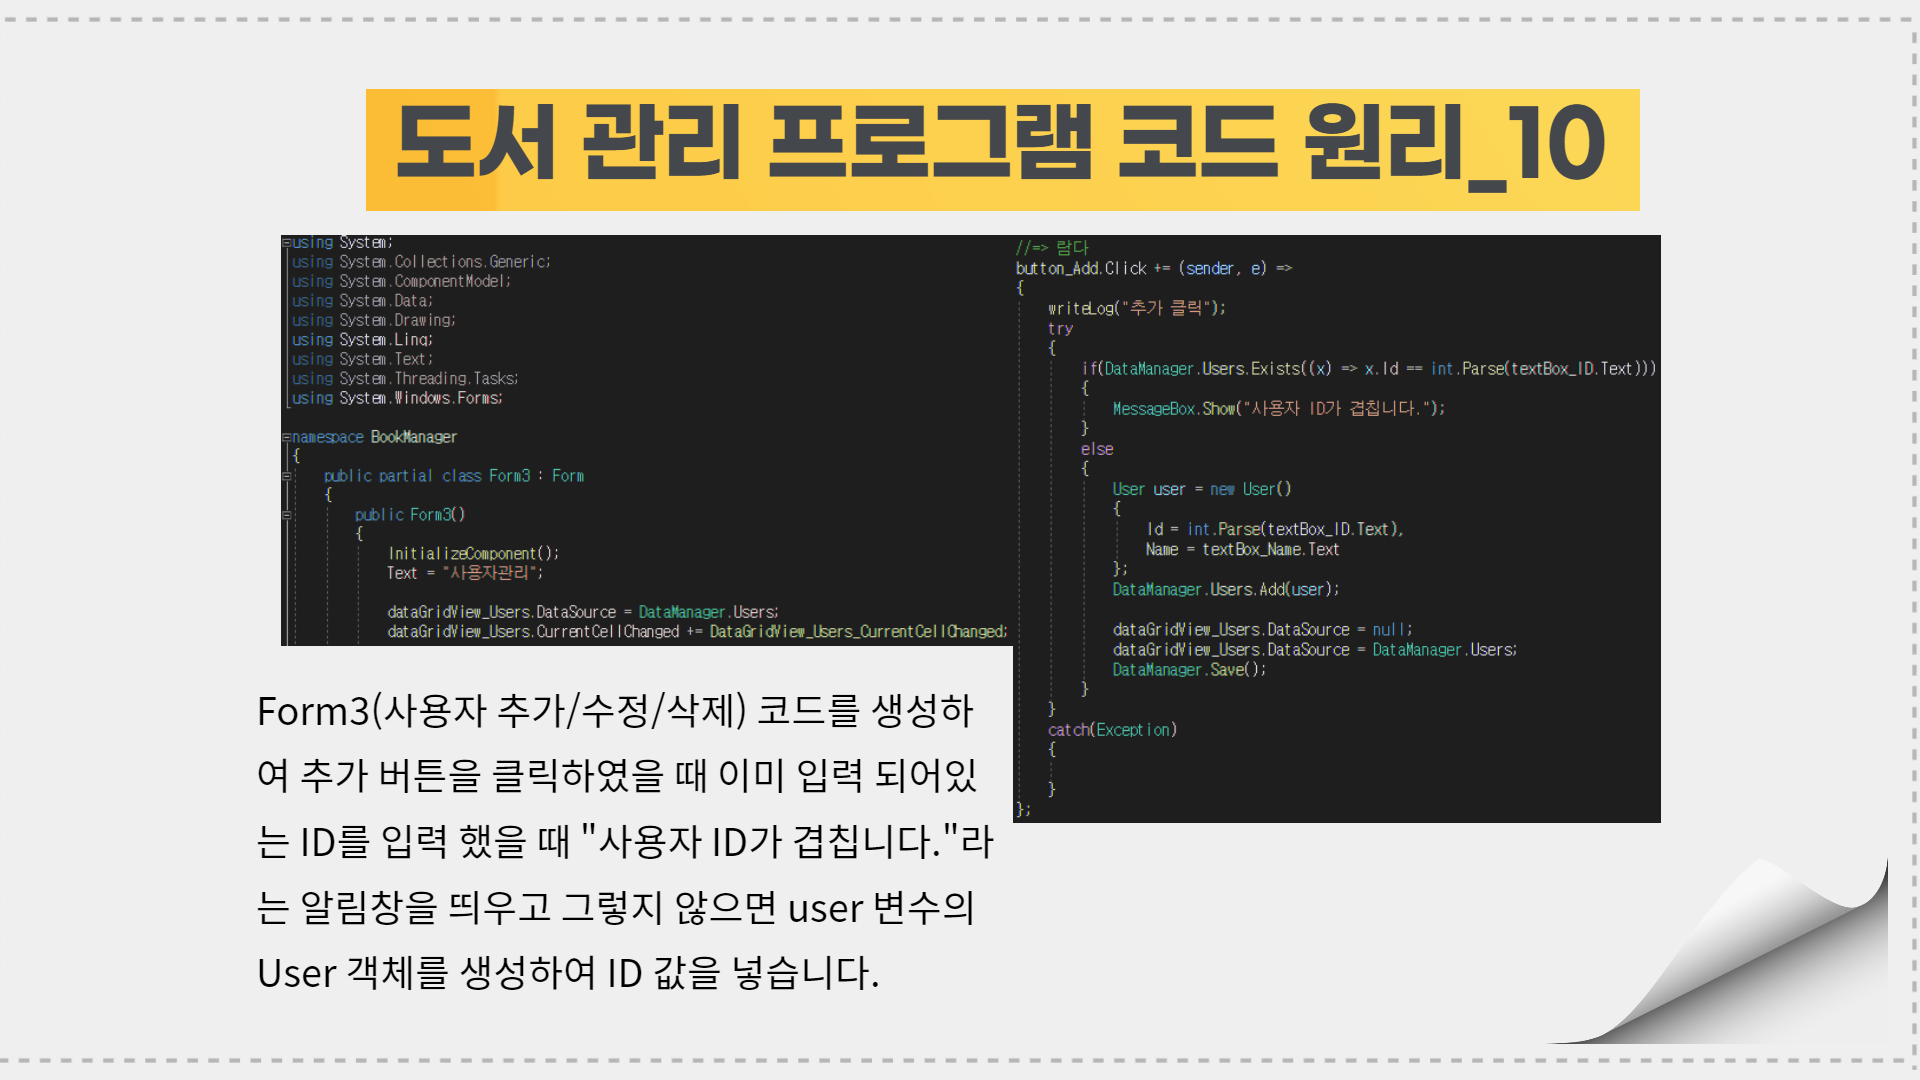 도서 관리 프로그램 코드 원리_10
using System;
using System.Collections.Generic;
using System.ComponentModel;
using System.Data;
using System.Drawing;
using System.Linq;
using System.Text;
using System.Threading.Tasks;
using System.Windows.Forms;
namespace BookManager
{
public partial class Form3 : Form
{
public Form3()
{
InitializeComponent();
Text = "사용자관리";
dataGridView_Users.DataSource = DataManager.Users;
dataGridView_Users.CurrentCellChanged += DataGridView_Users_CurrentCellChanged;
//=> 람다
button_Add.Click += (sender, e) =>
{
writeLog("추가 클릭");
try
{
if(DataManager.Users.Exists((x) => x.Id == int.Parse(textBox_ID.Text)))
{
MessageBox.Show("사용자 ID가 겹칩니다.");
}
else
{
User user = new User()
{
Id = int.Parse(textBox_ID.Text),
Name = textBox_Name.Text
};
DataManager.Users.Add(user);
dataGridView_Users.DataSource = null;
dataGridView_Users.DataSource = DataManager.Users;
DataManager.Save();
}
}
catch(Exception)
{
}
};
Form3(사용자 추가/수정/삭제) 코드를 생성하
여 추가 버튼을 클릭하였을 때 이미 입력 되어있
는 ID를 입력 했을 때 "사용자 ID가 겹칩니다."라
는 알림창을 띄우고 그렇지 않으면 user 변수의
User 객체를 생성하여 ID 값을 넣습니다.